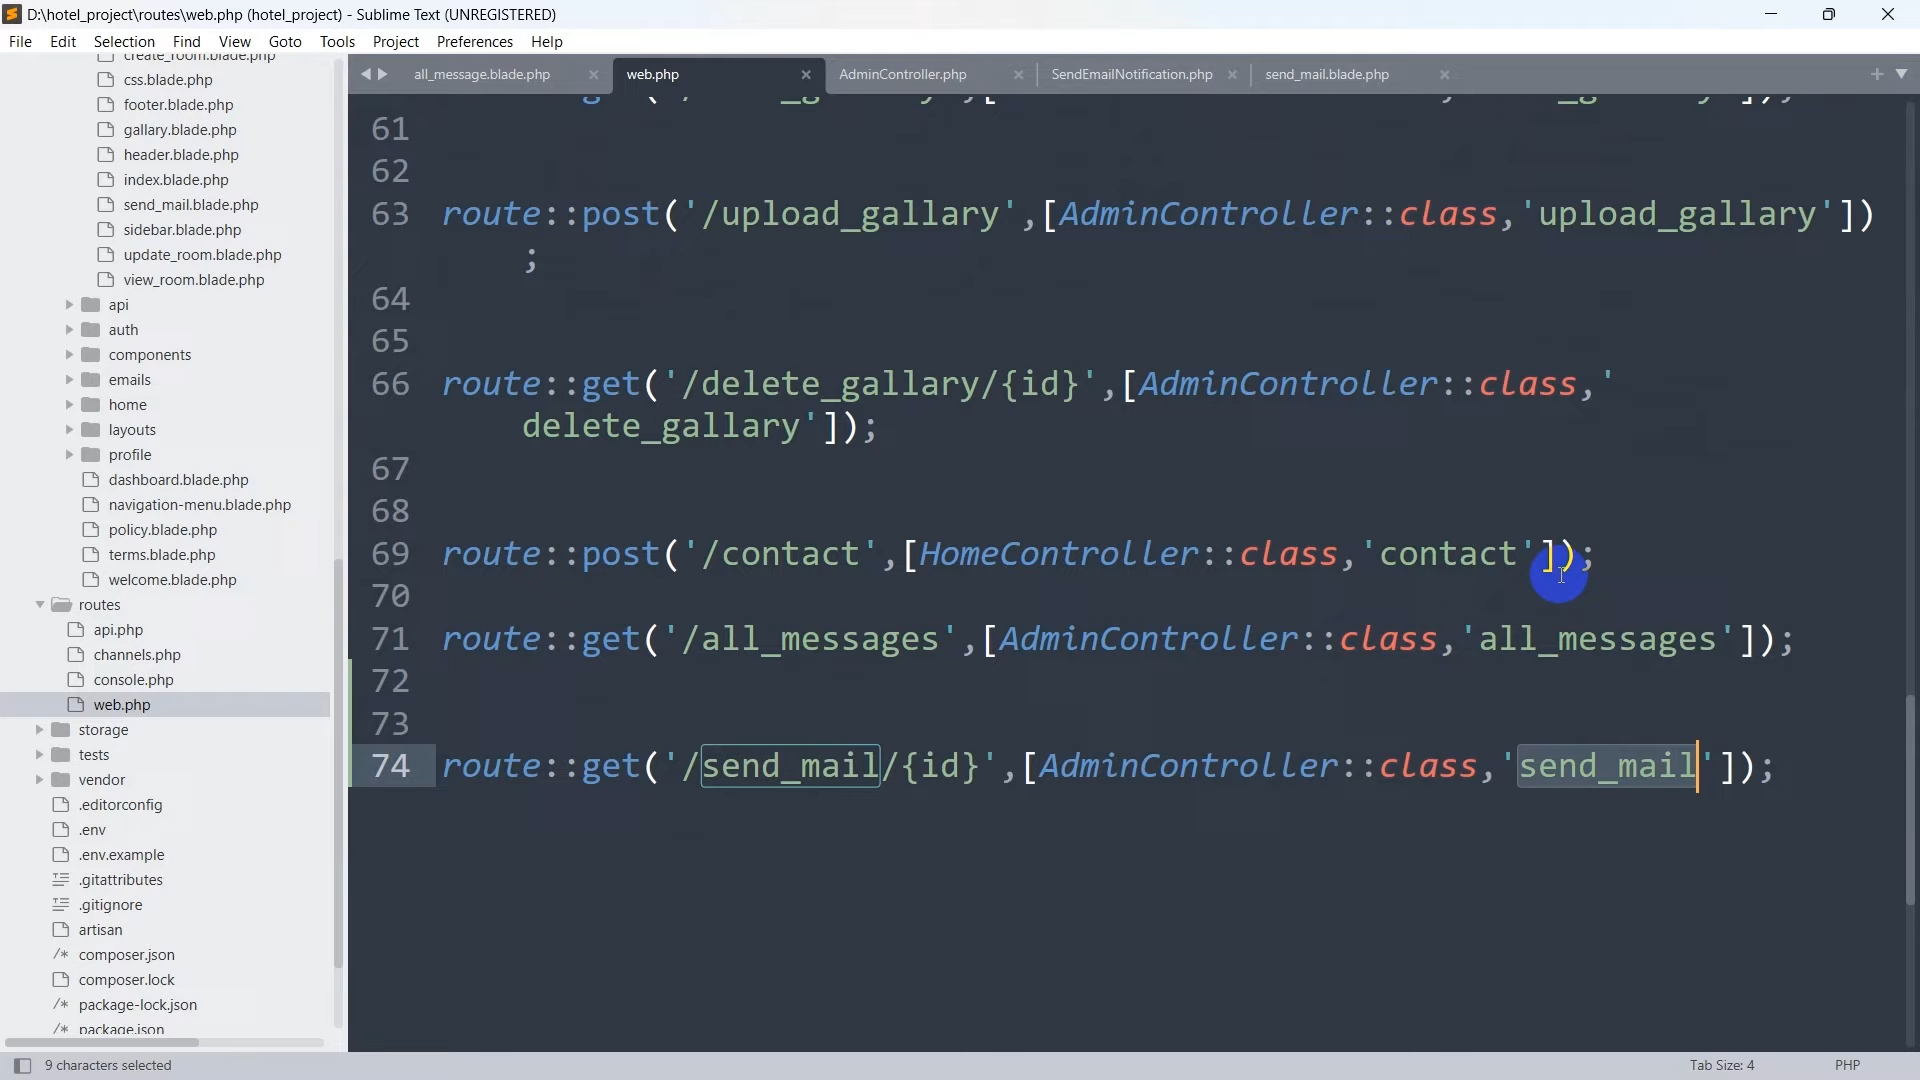 D:\hotel_project\routes\web.php (hotel_project) - Sublime Text (UNREGISTERED)
File Edit Selection Find View Goto Tools Project Preferences Help
create_room.blade.php
css.blade.php
footer.blade.php
gallary.blade.php
header.blade.php
index.blade.php
send_mail.blade.php
sidebar.blade.php
update_room.blade.php
view_room.blade.php
api
auth
components
emails
home
layouts
profile
dashboard.blade.php
navigation-menu.blade.php
policy.blade.php
terms.blade.php
welcome.blade.php
routes
api.php
channels.php
console.php
web.php
storage
tests
vendor
.editorconfig
.env
.env.example
.gitattributes
.gitignore
artisan
composer.json
composer.lock
package-lock.json
package.json
all_message.blade.php web.php AdminController.php SendEmailNotification.php send_mail.blade.php
61
62
63 route::post('/upload_gallary',[AdminController::class,'upload_gallary'])
;
64
65
66 route::get('/delete_gallary/{id}',[AdminController::class,'
delete_gallary']);
67
68
69 route::post('/contact',[HomeController::class,'contact']);
70
71 route::get('/all_messages',[AdminController::class,'all_messages']);
72
73
74 route::get('/send_mail/{id}',[AdminController::class,'send_mail']);
9 characters selected Tab Size: 4 PHP